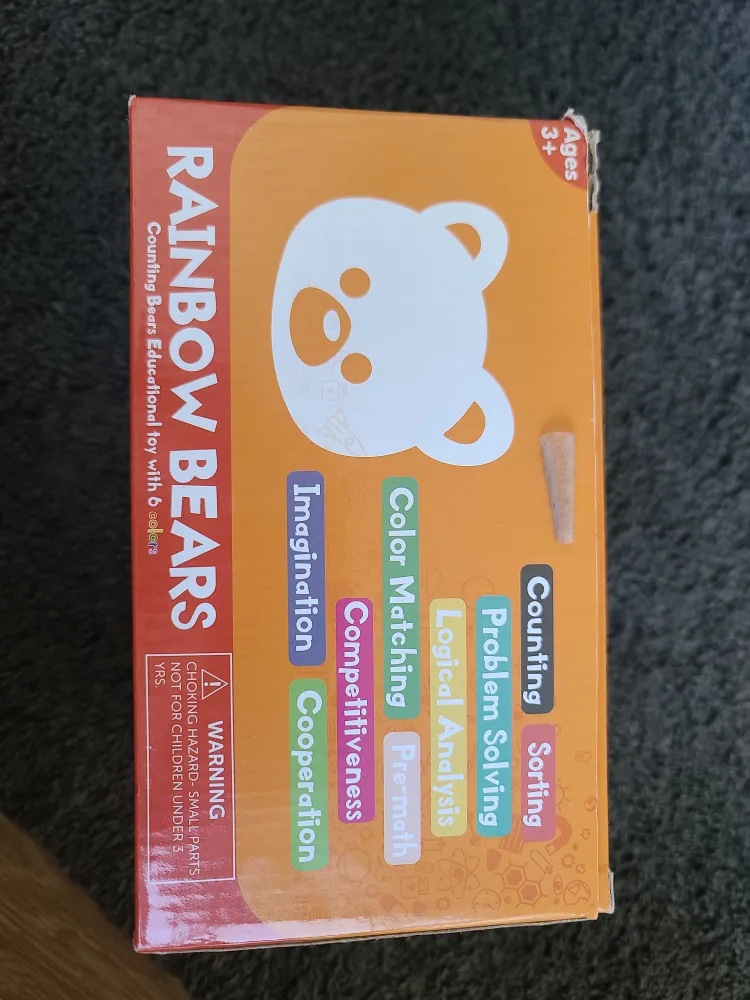 Ages
3+
Counting Sorting
Problem Solving
Logical Analysis
Color Matching Pre-math
Competitiveness
Imagination Cooperation
RAINBOW BEARS
Counting Bears Educational toy with 6 colors
WARNING
CHOKING HAZARD- SMALL PARTS
NOT FOR CHILDREN UNDER 3
YRS.